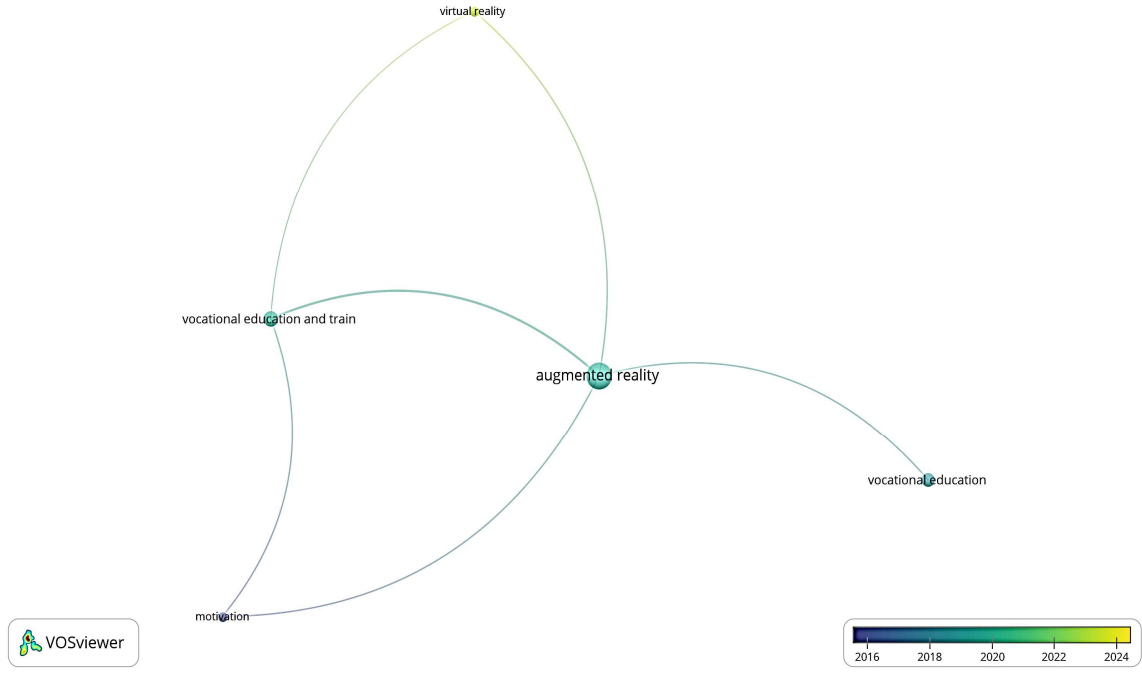 virtual reality
vocational education and train
augmented reality
vocational education
motivation
VOSviewer
2016 2018 2020 2022 2024